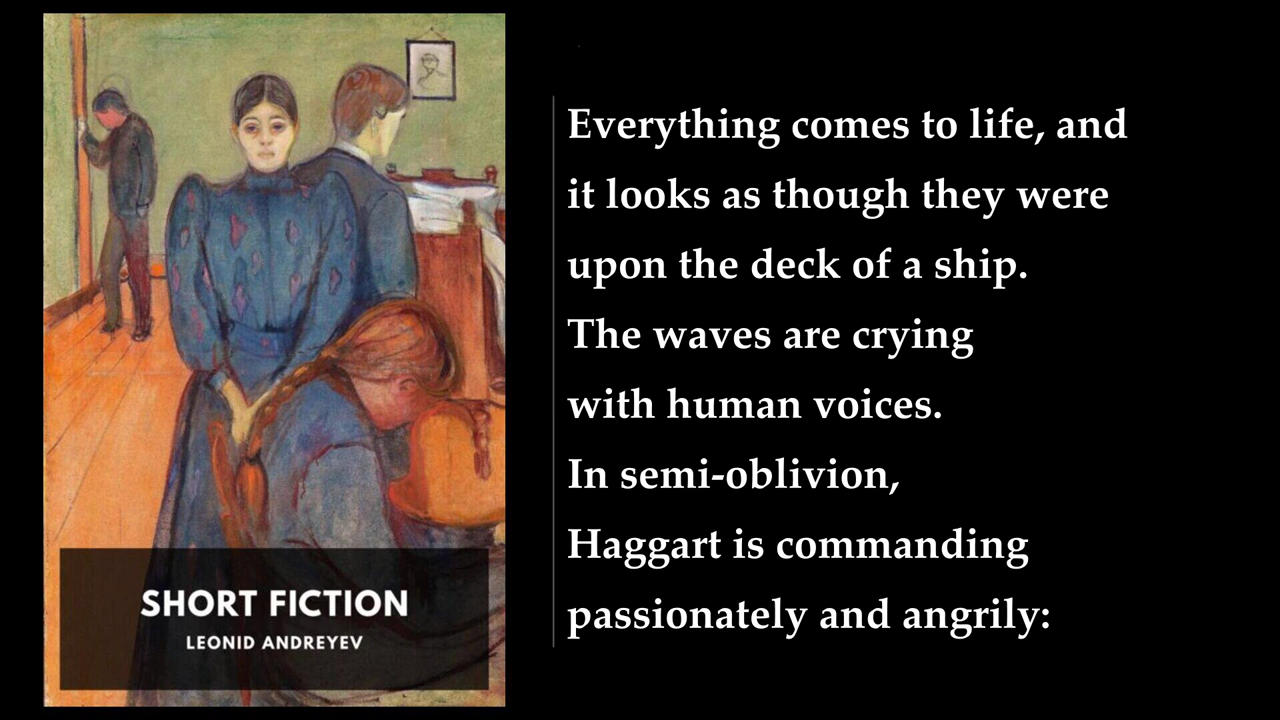 SHORT FICTION
LEONID ANDREYEV
Everything comes to life, and
it looks as though they were
upon the deck of a ship.
The waves are crying
with human voices.
In semi-oblivion,
Haggart is commanding
passionately and angrily: